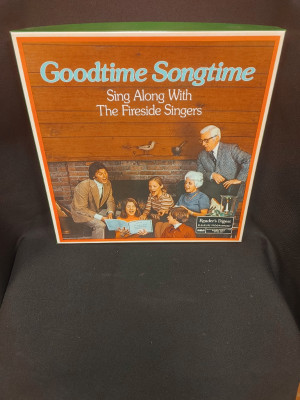 Goodtime Songtime
Sing Along With
The Fireside Singers
Reader's Digest